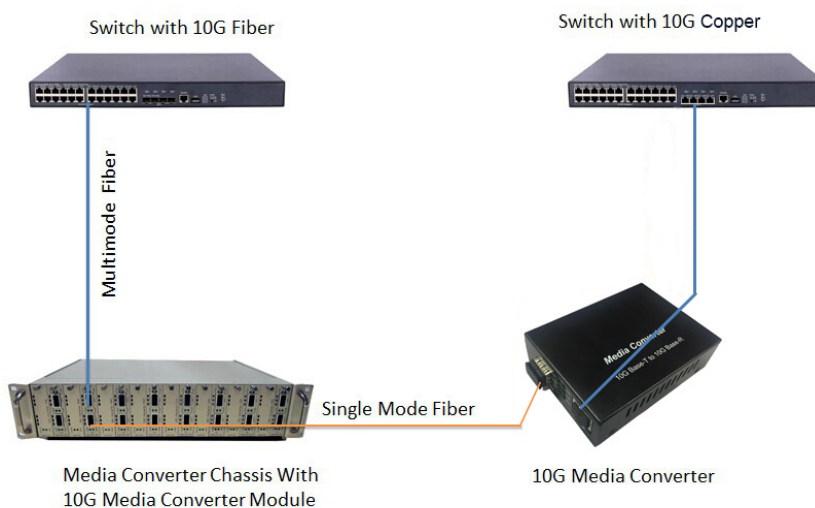 Switch with 10G Fiber
Switch with 10G Copper
Multimode Fiber
Media Converter
10G Base-T to 10G Base-R
Single Mode Fiber
Media Converter Chassis With
10G Media Converter Module
10G Media Converter